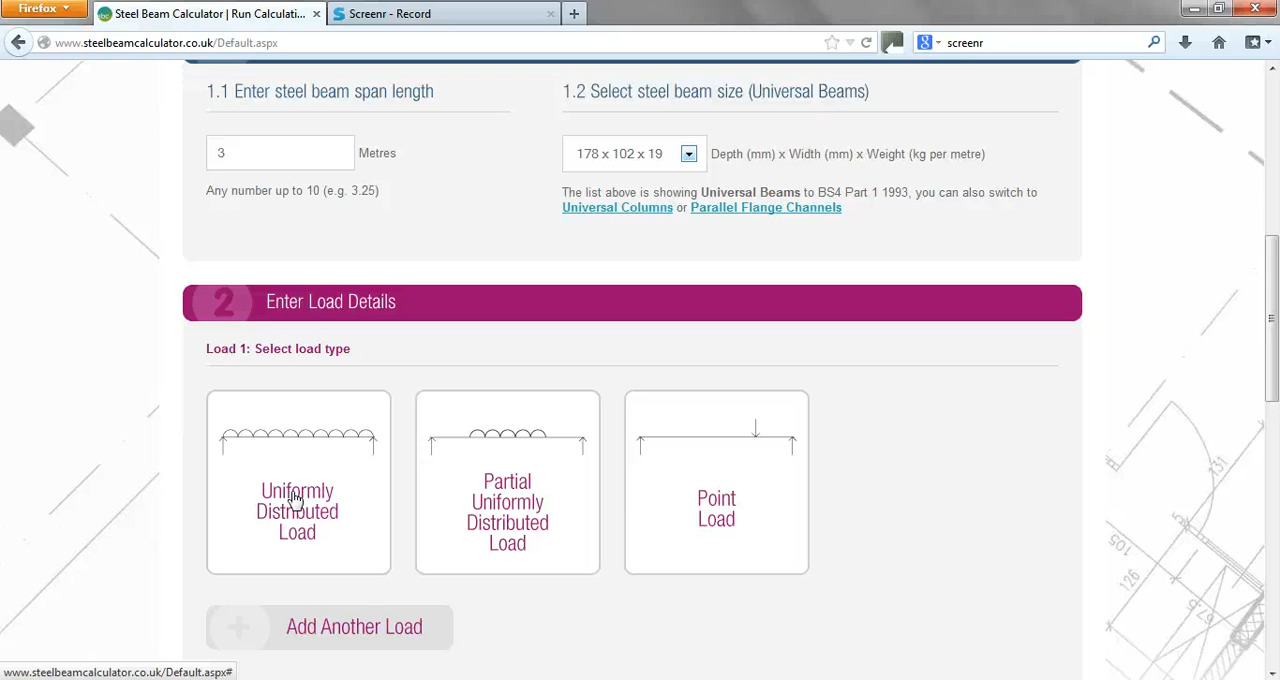 Firefox
Steel Beam Calculator | Run Calculati...
Screenr - Record
www.steelbeamcalculator.co.uk/Default.aspx
screenr
1.1 Enter steel beam span length
1.2 Select steel beam size (Universal Beams)
3
Metres
178 x 102 x 19
Depth (mm) x Width (mm) x Weight (kg per metre)
Any number up to 10 (e.g. 3.25)
The list above is showing Universal Beams to BS4 Part 1 1993, you can also switch to
Universal Columns or Parallel Flange Channels
2
Enter Load Details
Load 1: Select load type
Uniformly
Distributed
Load
Partial
Uniformly
Distributed
Load
Point
Load
+ Add Another Load
131
105
126
67.5
www.steelbeamcalculator.co.uk/Default.aspx#